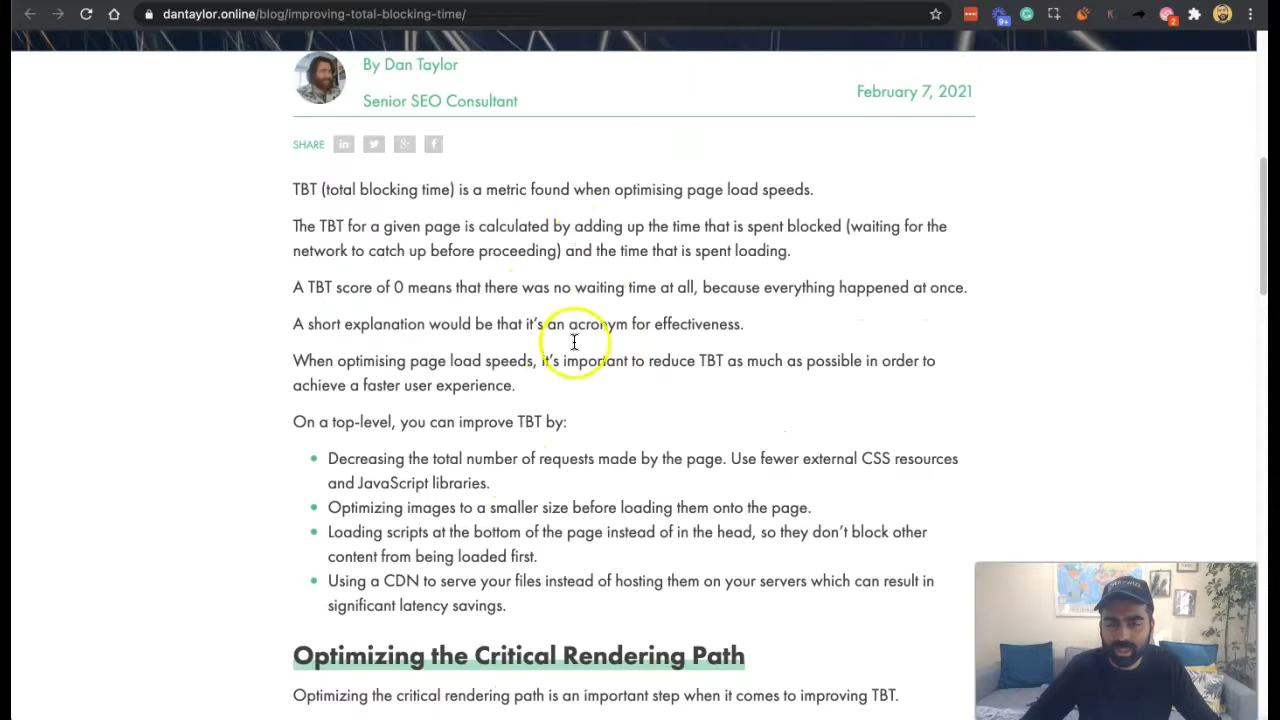 dantaylor.online/blog/improving-total-blocking-time/
9+
K
2
By Dan Taylor
Senior SEO Consultant
February 7, 2021
SHARE
TBT (total blocking time) is a metric found when optimising page load speeds.
The TBT for a given page is calculated by adding up the time that is spent blocked (waiting for the
network to catch up before proceeding) and the time that is spent loading.
A TBT score of 0 means that there was no waiting time at all, because everything happened at once.
A short explanation would be that it's an acronym for effectiveness.
When optimising page load speeds, it's important to reduce TBT as much as possible in order to
achieve a faster user experience.
On a top-level, you can improve TBT by:
Decreasing the total number of requests made by the page. Use fewer external CSS resources
and JavaScript libraries.
Optimizing images to a smaller size before loading them onto the page.
Loading scripts at the bottom of the page instead of in the head, so they don't block other
content from being loaded first.
Using a CDN to serve your files instead of hosting them on your servers which can result in
significant latency savings.
Optimizing the Critical Rendering Path
Optimizing the critical rendering path is an important step when it comes to improving TBT.